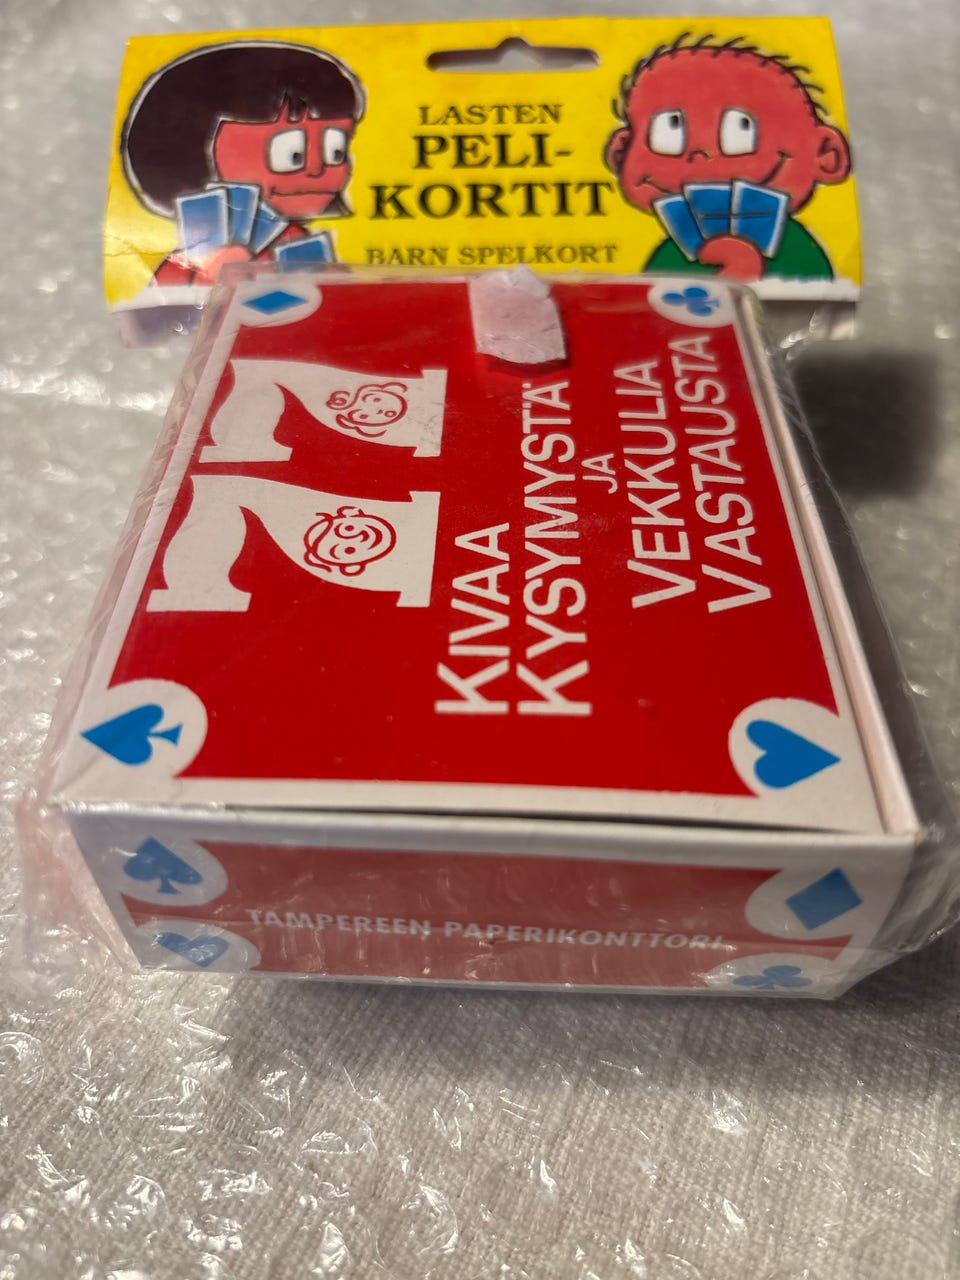 LASTEN
PELI-
KORTIT
BARN SPELKORT
77
KIVAA
KYSYMYSTÄ
JA
VEKKULIA
VASTAUSTA
TAMPEREEN PAPERIKONTTORI